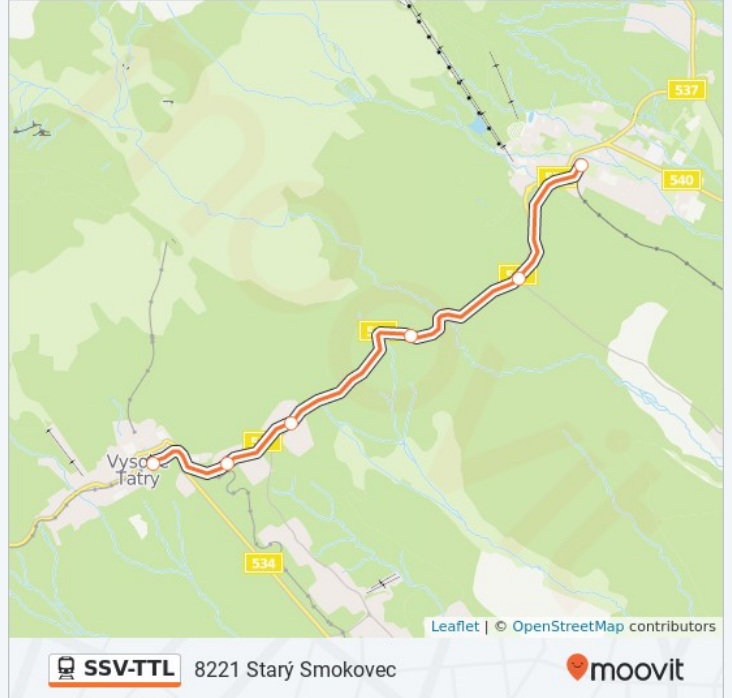 537
540
Vysoké
Tatry
534
Leaflet | © OpenStreetMap contributors
SSV-TTL 8221 Starý Smokovec
moovit